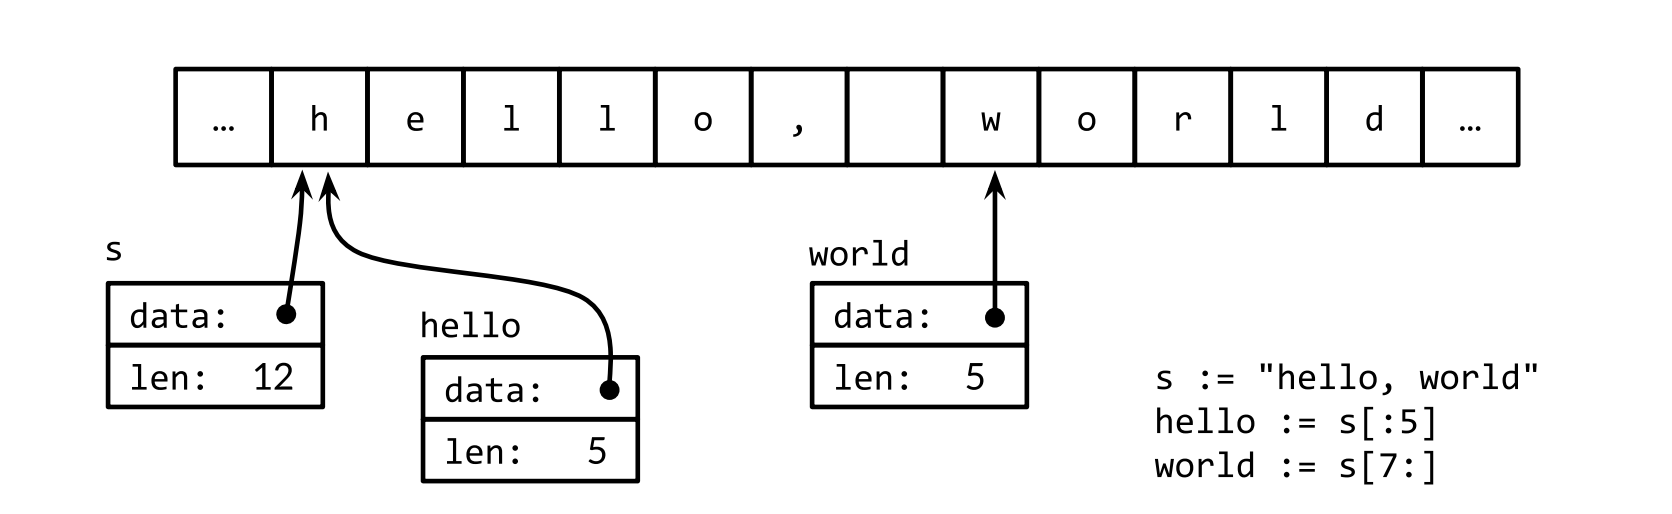 … h e l l o , w o r l d …
s
data:
len: 12
hello
data:
len: 5
world
data:
len: 5
s := "hello, world"
hello := s[:5]
world := s[7:]